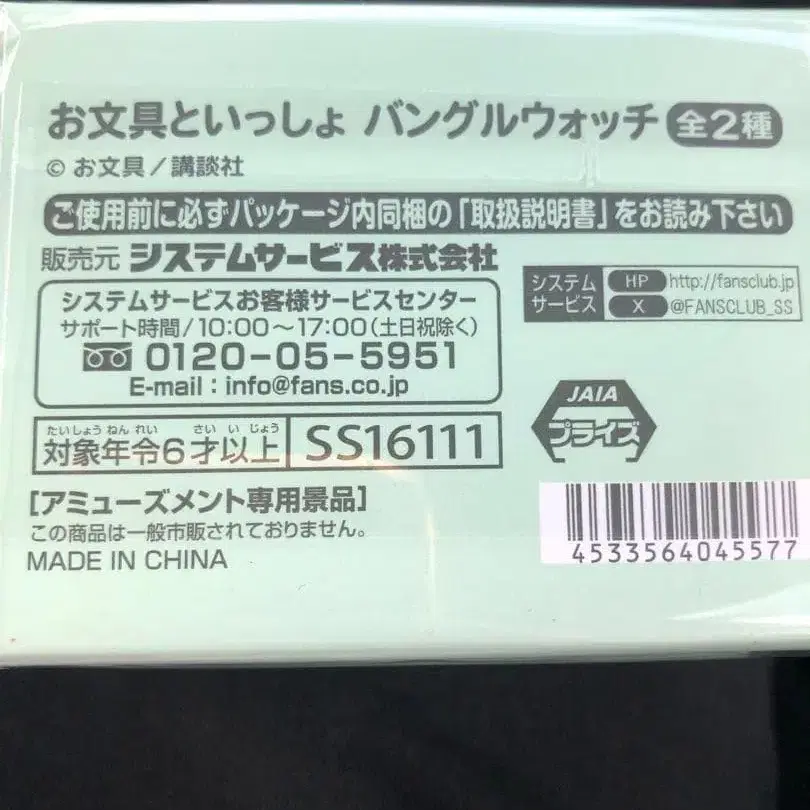 お文具といっしょ バングルウォッチ 全2種
© お文具/講談社
ご使用前に必ずパッケージ内同梱の「取扱説明書」をお読み下さい
販売元 システムサービス株式会社
システムサービスお客様サービスセンター
サポート時間/10:00～17:00(土日祝除く)
0120-05-5951
E-mail:info@fans.co.jp
システムサービス HP http://fansclub.jp
X @FANSCLUB_SS
たいしょうねんれい さいいじょう
対象年令6才以上 SS16111
JAIA
プライズ
[アミューズメント専用景品]
この商品は一般市販されておりません。
MADE IN CHINA
4533564045577